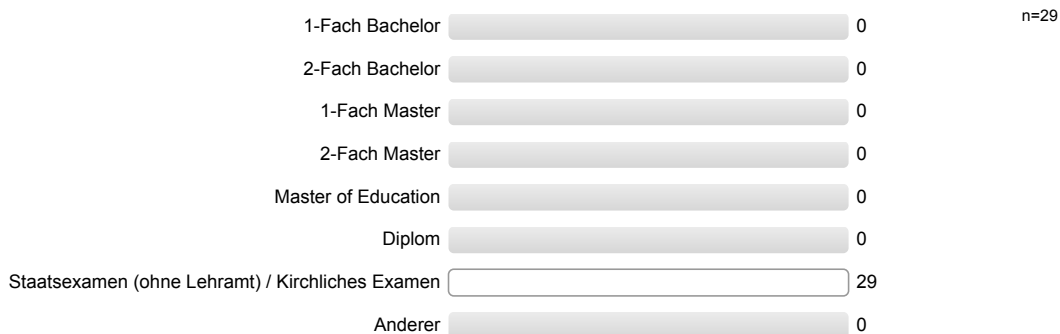 n=29
1-Fach Bachelor 0
2-Fach Bachelor 0
1-Fach Master 0
2-Fach Master 0
Master of Education 0
Diplom 0
Staatsexamen (ohne Lehramt) / Kirchliches Examen 29
Anderer 0